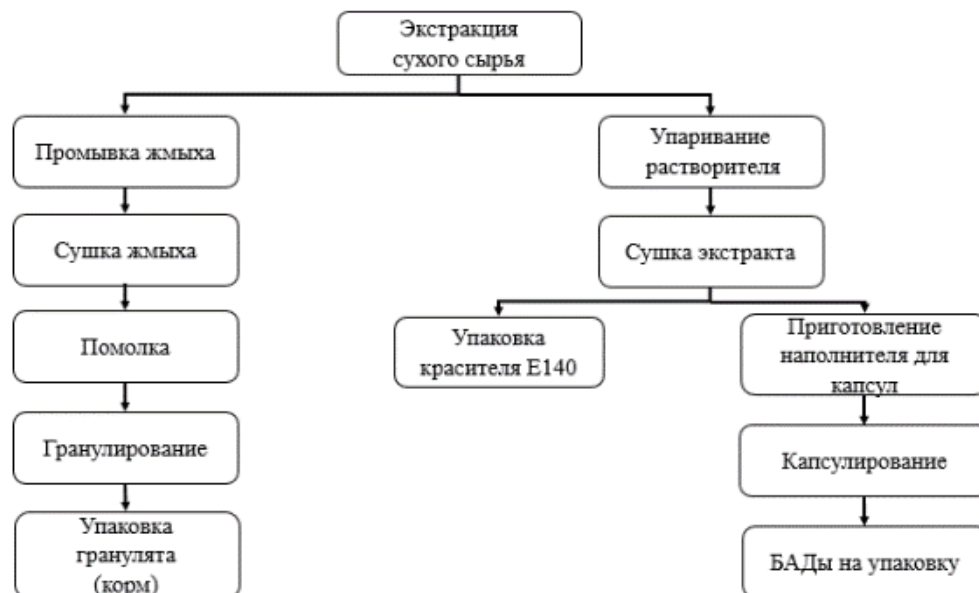 Экстракция
сухого сырья
Промывка жмыха
Упаривание
растворителя
Сушка жмыха
Сушка экстракта
Помолка
Упаковка
красителя Е140
Приготовление
наполнителя для
капсул
Гранулирование
Капсулирование
Упаковка
гранулята
(корм)
БАДы на упаковку